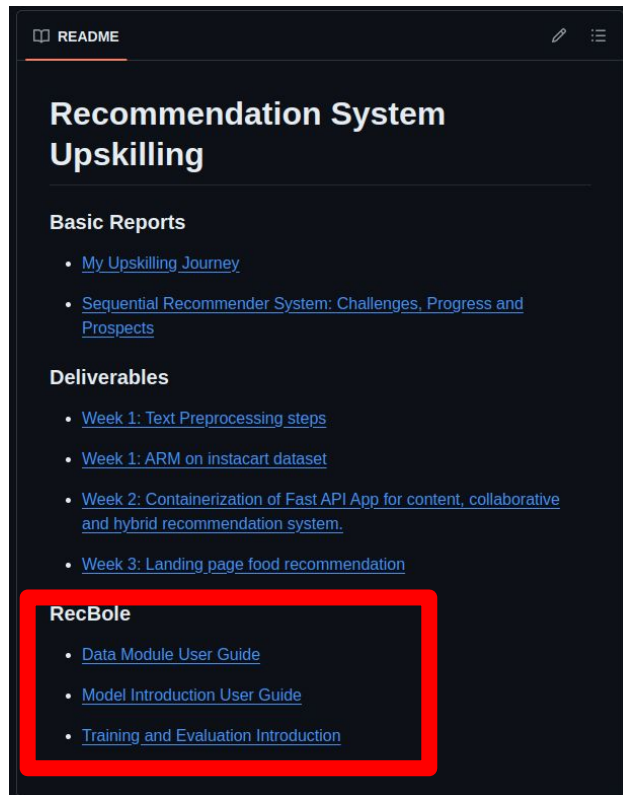 README
Recommendation System
Upskilling
Basic Reports
My Upskilling Journey
Sequential Recommender System: Challenges, Progress and
Prospects
Deliverables
Week 1: Text Preprocessing steps
Week 1: ARM on instacart dataset
Week 2: Containerization of Fast API App for content, collaborative
and hybrid recommendation system.
Week 3: Landing page food recommendation
RecBole
Data Module User Guide
Model Introduction User Guide
Training and Evaluation Introduction